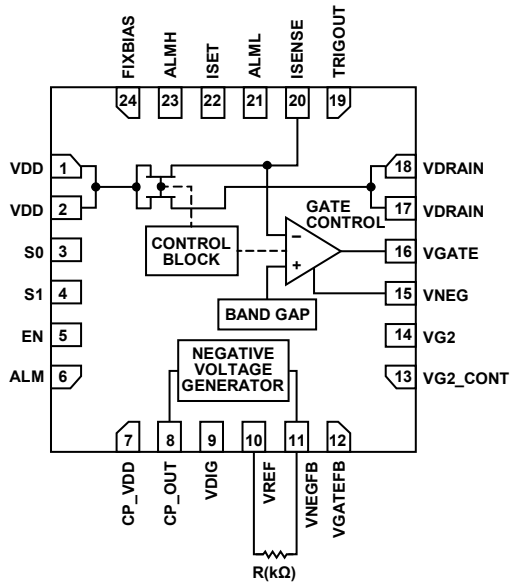 FIXBIAS
ALMH
ISET
ALML
ISENSE
TRIGOUT
24
23
22
21
20
19
VDD
1
18
VDRAIN
VDD
2
17
VDRAIN
GATE
CONTROL
S0
3
CONTROL
BLOCK
–
+
16
VGATE
S1
4
15
VNEG
BAND GAP
EN
5
14
VG2
NEGATIVE
VOLTAGE
GENERATOR
ALM
6
13
VG2_CONT
7
8
9
10
11
12
CP_VDD
CP_OUT
VDIG
VREF
VNEGFB
VGATEFB
R(kΩ)